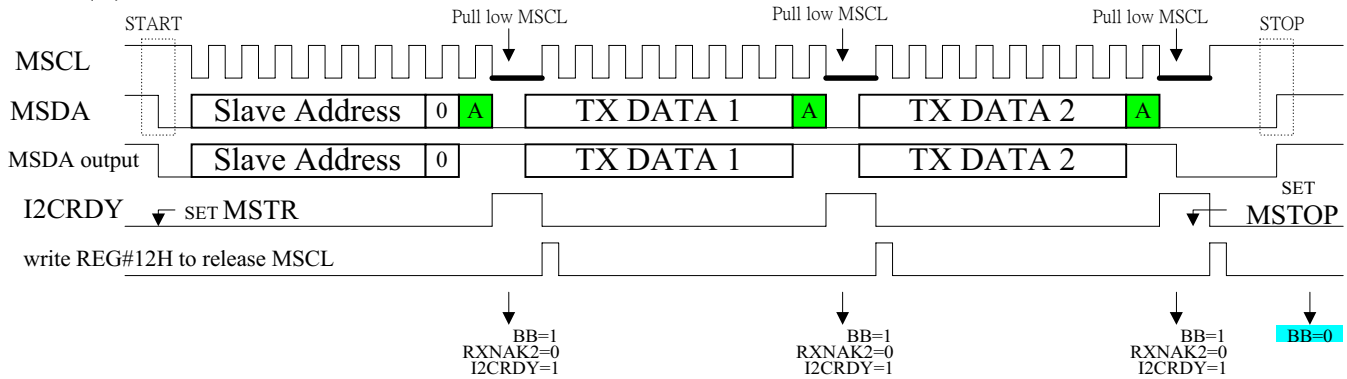 START Pull low MSCL Pull low MSCL Pull low MSCL STOP
MSCL
MSDA Slave Address 0 A TX DATA 1 A TX DATA 2 A
MSDA output Slave Address 0 TX DATA 1 TX DATA 2
I2CRDY SET MSTR SET MSTOP
write REG#12H to release MSCL
BB=1 BB=1 BB=1 BB=0
RXNAK2=0 RXNAK2=0 RXNAK2=0
I2CRDY=1 I2CRDY=1 I2CRDY=1